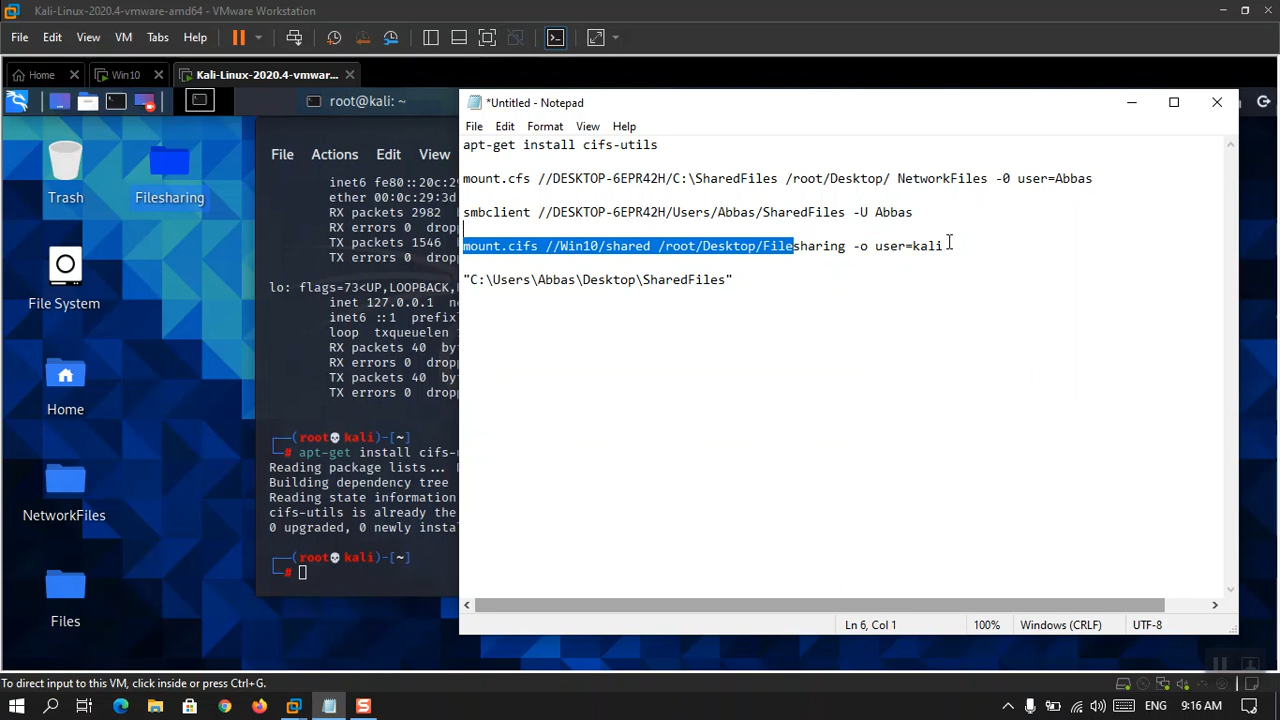 Kali-Linux-2020.4-vmware-amd64 - VMware Workstation
File Edit View VM Tabs Help
Home Win10 Kali-Linux-2020.4-vmwar...
root@kali: ~
*Untitled - Notepad
File Edit Format View Help
apt-get install cifs-utils
mount.cfs //DESKTOP-6EPR42H/C:\SharedFiles /root/Desktop/ NetworkFiles -0 user=Abbas
smbclient //DESKTOP-6EPR42H/Users/Abbas/SharedFiles -U Abbas
mount.cifs //Win10/shared /root/Desktop/Filesharing -o user=kali
"C:\Users\Abbas\Desktop\SharedFiles"
Ln 6, Col 1 100% Windows (CRLF) UTF-8
Trash
Filesharing
File System
Home
NetworkFiles
Files
File Actions Edit View
inet6 fe80::20c:29
ether 00:0c:29:3d
RX packets 2982 b
RX errors 0 drop
TX packets 1546
TX errors 0 drop
lo: flags=73<UP,LOOPBACK,
inet 127.0.0.1 n
inet6 ::1 prefix
loop txqueuelen
RX packets 40 by
RX errors 0 drop
TX packets 40 by
TX errors 0 drop
(root kali)-[~]
# apt-get install cifs-
Reading package lists...
Building dependency tree
Reading state information
cifs-utils is already the
0 upgraded, 0 newly insta
(root kali)-[~]
#
To direct input to this VM, click inside or press Ctrl+G.
ENG 9:16 AM